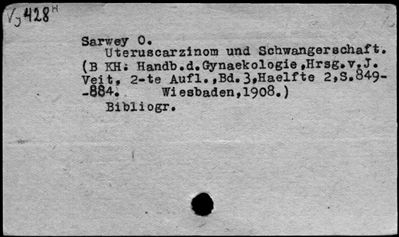 Vj428H
Sarwey O.
Uteruscarzinom und Schwangerschaft.
(B KH: Handb.d.Gynaekologie,Hrsg.v.J.
Veit, 2-te Aufl.,Bd.3,Haelfte 2,S.849-
-884. Wiesbaden,1908.)
Bibliogr.